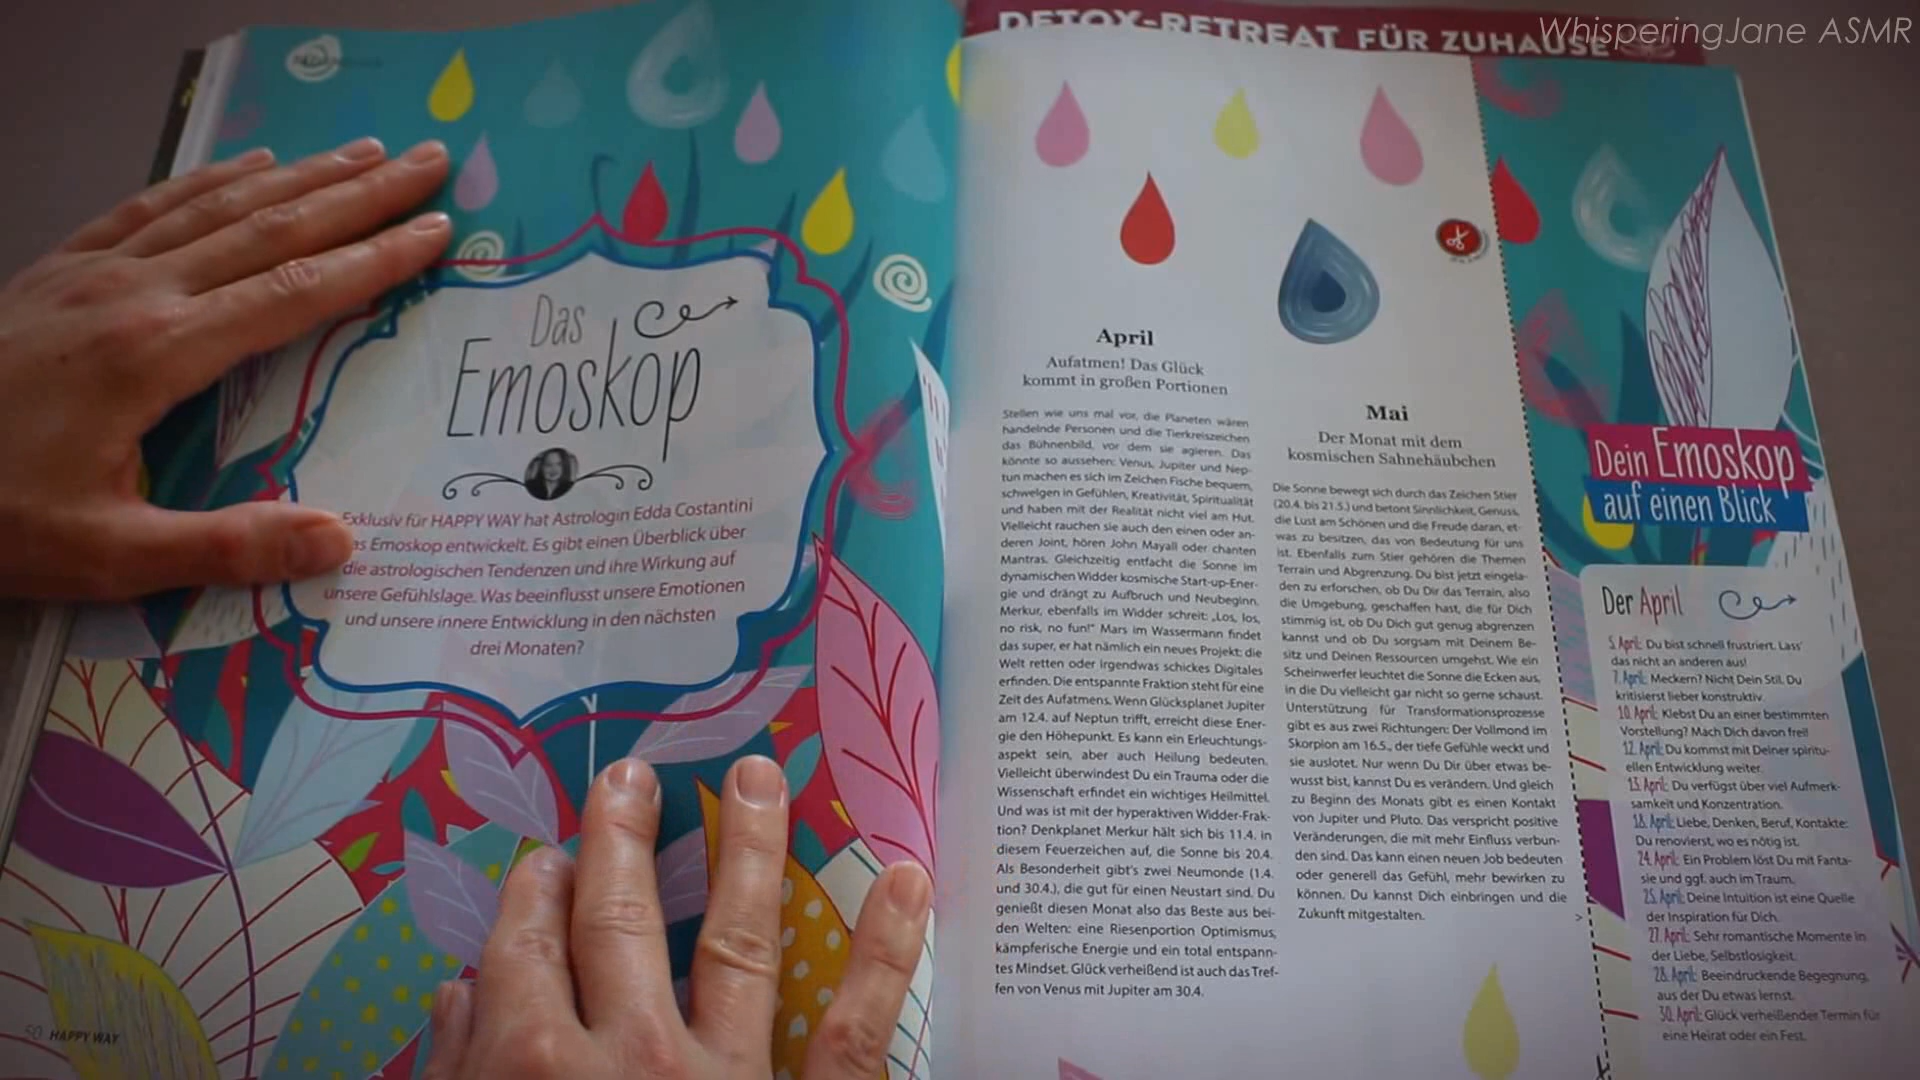 WhisperingJane ASMR
DETOX-RETREAT FÜR ZUHAUSE
Das
Emoskop
Exklusiv für HAPPY WAY hat Astrologin Edda Costantini
as Emoskop entwickelt. Es gibt einen Überblick über
die astrologischen Tendenzen und ihre Wirkung auf
unsere Gefühlslage. Was beeinflusst unsere Emotionen
und unsere innere Entwicklung in den nächsten
drei Monaten?
50 HAPPY WAY
April
Aufatmen! Das Glück
kommt in großen Portionen
Stellen wie uns mal vor, die Planeten wären
handelnde Personen und die Tierkreiszeichen
das Bühnenbild, vor dem sie agieren. Das
könnte so aussehen: Venus, Jupiter und Nep-
tun machen es sich im Zeichen Fische bequem,
schwelgen in Gefühlen, Kreativität, Spiritualität
und haben mit der Realität nicht viel am Hut.
Vielleicht rauchen sie auch den einen oder an-
deren Joint, hören John Mayall oder chanten
Mantras. Gleichzeitig entfacht die Sonne im
dynamischen Widder kosmische Start-up-Ener-
gie und drängt zu Aufbruch und Neubeginn.
Merkur, ebenfalls im Widder schreit: „Los, los,
no risk, no fun!“ Mars im Wassermann findet
das super, er hat nämlich ein neues Projekt: die
Welt retten oder irgendwas schickes Digitales
erfinden. Die entspannte Fraktion steht für eine
Zeit des Aufatmens. Wenn Glücksplanet Jupiter
am 12.4. auf Neptun trifft, erreicht diese Ener-
gie den Höhepunkt. Es kann ein Erleuchtungs-
aspekt sein, aber auch Heilung bedeuten.
Vielleicht überwindest Du ein Trauma oder die
Wissenschaft erfindet ein wichtiges Heilmittel.
Und was ist mit der hyperaktiven Widder-Frak-
tion? Denkplanet Merkur hält sich bis 11.4. in
diesem Feuerzeichen auf, die Sonne bis 20.4.
Als Besonderheit gibt's zwei Neumonde (1.4.
und 30.4.), die gut für einen Neustart sind. Du
genießt diesen Monat also das Beste aus bei-
den Welten: eine Riesenportion Optimismus,
kämpferische Energie und ein total entspann-
tes Mindset. Glück verheißend ist auch das Tref-
fen von Venus mit Jupiter am 30.4.
Mai
Der Monat mit dem
kosmischen Sahnehäubchen
Die Sonne bewegt sich durch das Zeichen Stier
(20.4. bis 21.5.) und betont Sinnlichkeit, Genuss,
die Lust am Schönen und die Freude daran, et-
was zu besitzen, das von Bedeutung für uns
ist. Ebenfalls zum Stier gehören die Themen
Terrain und Abgrenzung. Du bist jetzt eingela-
den zu erforschen, ob Du Dir das Terrain, also
die Umgebung, geschaffen hast, die für Dich
stimmig ist, ob Du Dich gut genug abgrenzen
kannst und ob Du sorgsam mit Deinem Be-
sitz und Deinen Ressourcen umgehst. Wie ein
Scheinwerfer leuchtet die Sonne die Ecken aus,
in die Du vielleicht gar nicht so gerne schaust.
Unterstützung für Transformationsprozesse
gibt es aus zwei Richtungen: Der Vollmond im
Skorpion am 16.5., der tiefe Gefühle weckt und
sie auslotet. Nur wenn Du Dir über etwas be-
wusst bist, kannst Du es verändern. Und gleich
zu Beginn des Monats gibt es einen Kontakt
von Jupiter und Pluto. Das verspricht positive
Veränderungen, die mit mehr Einfluss verbun-
den sind. Das kann einen neuen Job bedeuten
oder generell das Gefühl, mehr bewirken zu
können. Du kannst Dich einbringen und die
Zukunft mitgestalten.
>
Dein Emoskop
auf einen Blick
Der April
5. April: Du bist schnell frustriert. Lass'
das nicht an anderen aus!
7. April: Meckern? Nicht Dein Stil. Du
kritisierst lieber konstruktiv.
10. April: Klebst Du an einer bestimmten
Vorstellung? Mach Dich davon frei!
12. April: Du kommst mit Deiner spiritu-
ellen Entwicklung weiter.
13. April: Du verfügst über viel Aufmerk-
samkeit und Konzentration.
18. April: Liebe, Denken, Beruf, Kontakte:
Du renovierst, wo es nötig ist.
24. April: Ein Problem löst Du mit Fanta-
sie und ggf. auch im Traum.
25. April: Deine Intuition ist eine Quelle
der Inspiration für Dich.
27. April: Sehr romantische Momente in
der Liebe, Selbstlosigkeit.
28. April: Beeindruckende Begegnung,
aus der Du etwas lernst.
30. April: Glück verheißender Termin für
eine Heirat oder ein Fest.